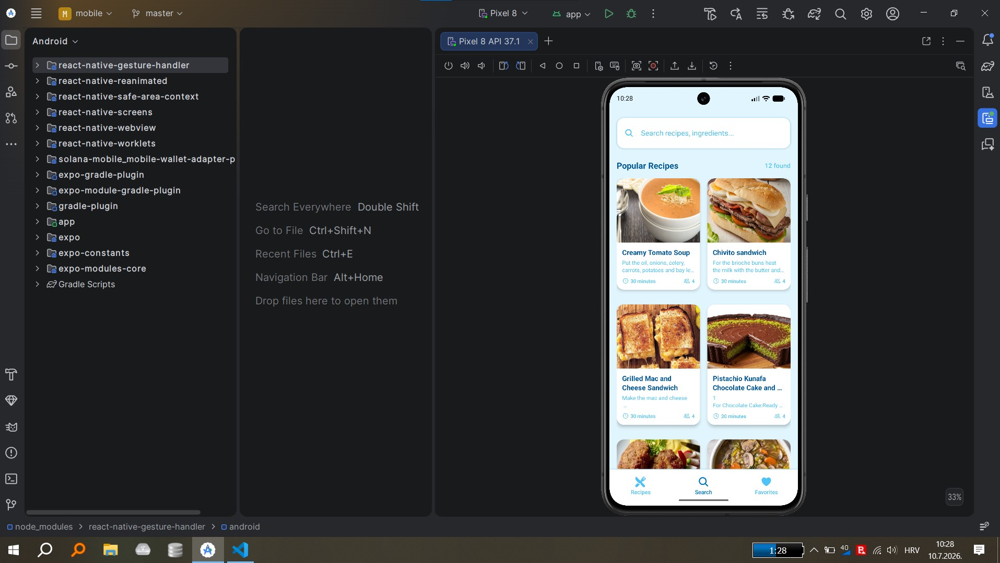 M mobile
master
Pixel 8
app
Android
react-native-gesture-handler
react-native-reanimated
react-native-safe-area-context
react-native-screens
react-native-webview
react-native-worklets
solana-mobile_mobile-wallet-adapter-p
expo-gradle-plugin
expo-module-gradle-plugin
gradle-plugin
app
expo
expo-constants
expo-modules-core
Gradle Scripts
Search Everywhere Double Shift
Go to File Ctrl+Shift+N
Recent Files Ctrl+E
Navigation Bar Alt+Home
Drop files here to open them
Pixel 8 API 37.1
10:28
Search recipes, ingredients...
Popular Recipes
12 found
Creamy Tomato Soup
Put the oil, onions, celery,
carrots, potatoes and bay le...
30 minutes
4
Chivito sandwich
For the brioche buns heat
the milk with the butter and...
30 minutes
4
Grilled Mac and
Cheese Sandwich
Make the mac and cheese
...
30 minutes
4
Pistachio Kunafa
Chocolate Cake and ...
1
For Chocolate Cake:Ready ...
30 minutes
4
Recipes
Search
Favorites
33%
node_modules
react-native-gesture-handler
android
1:28
40
HRV
10:28
10.7.2026.